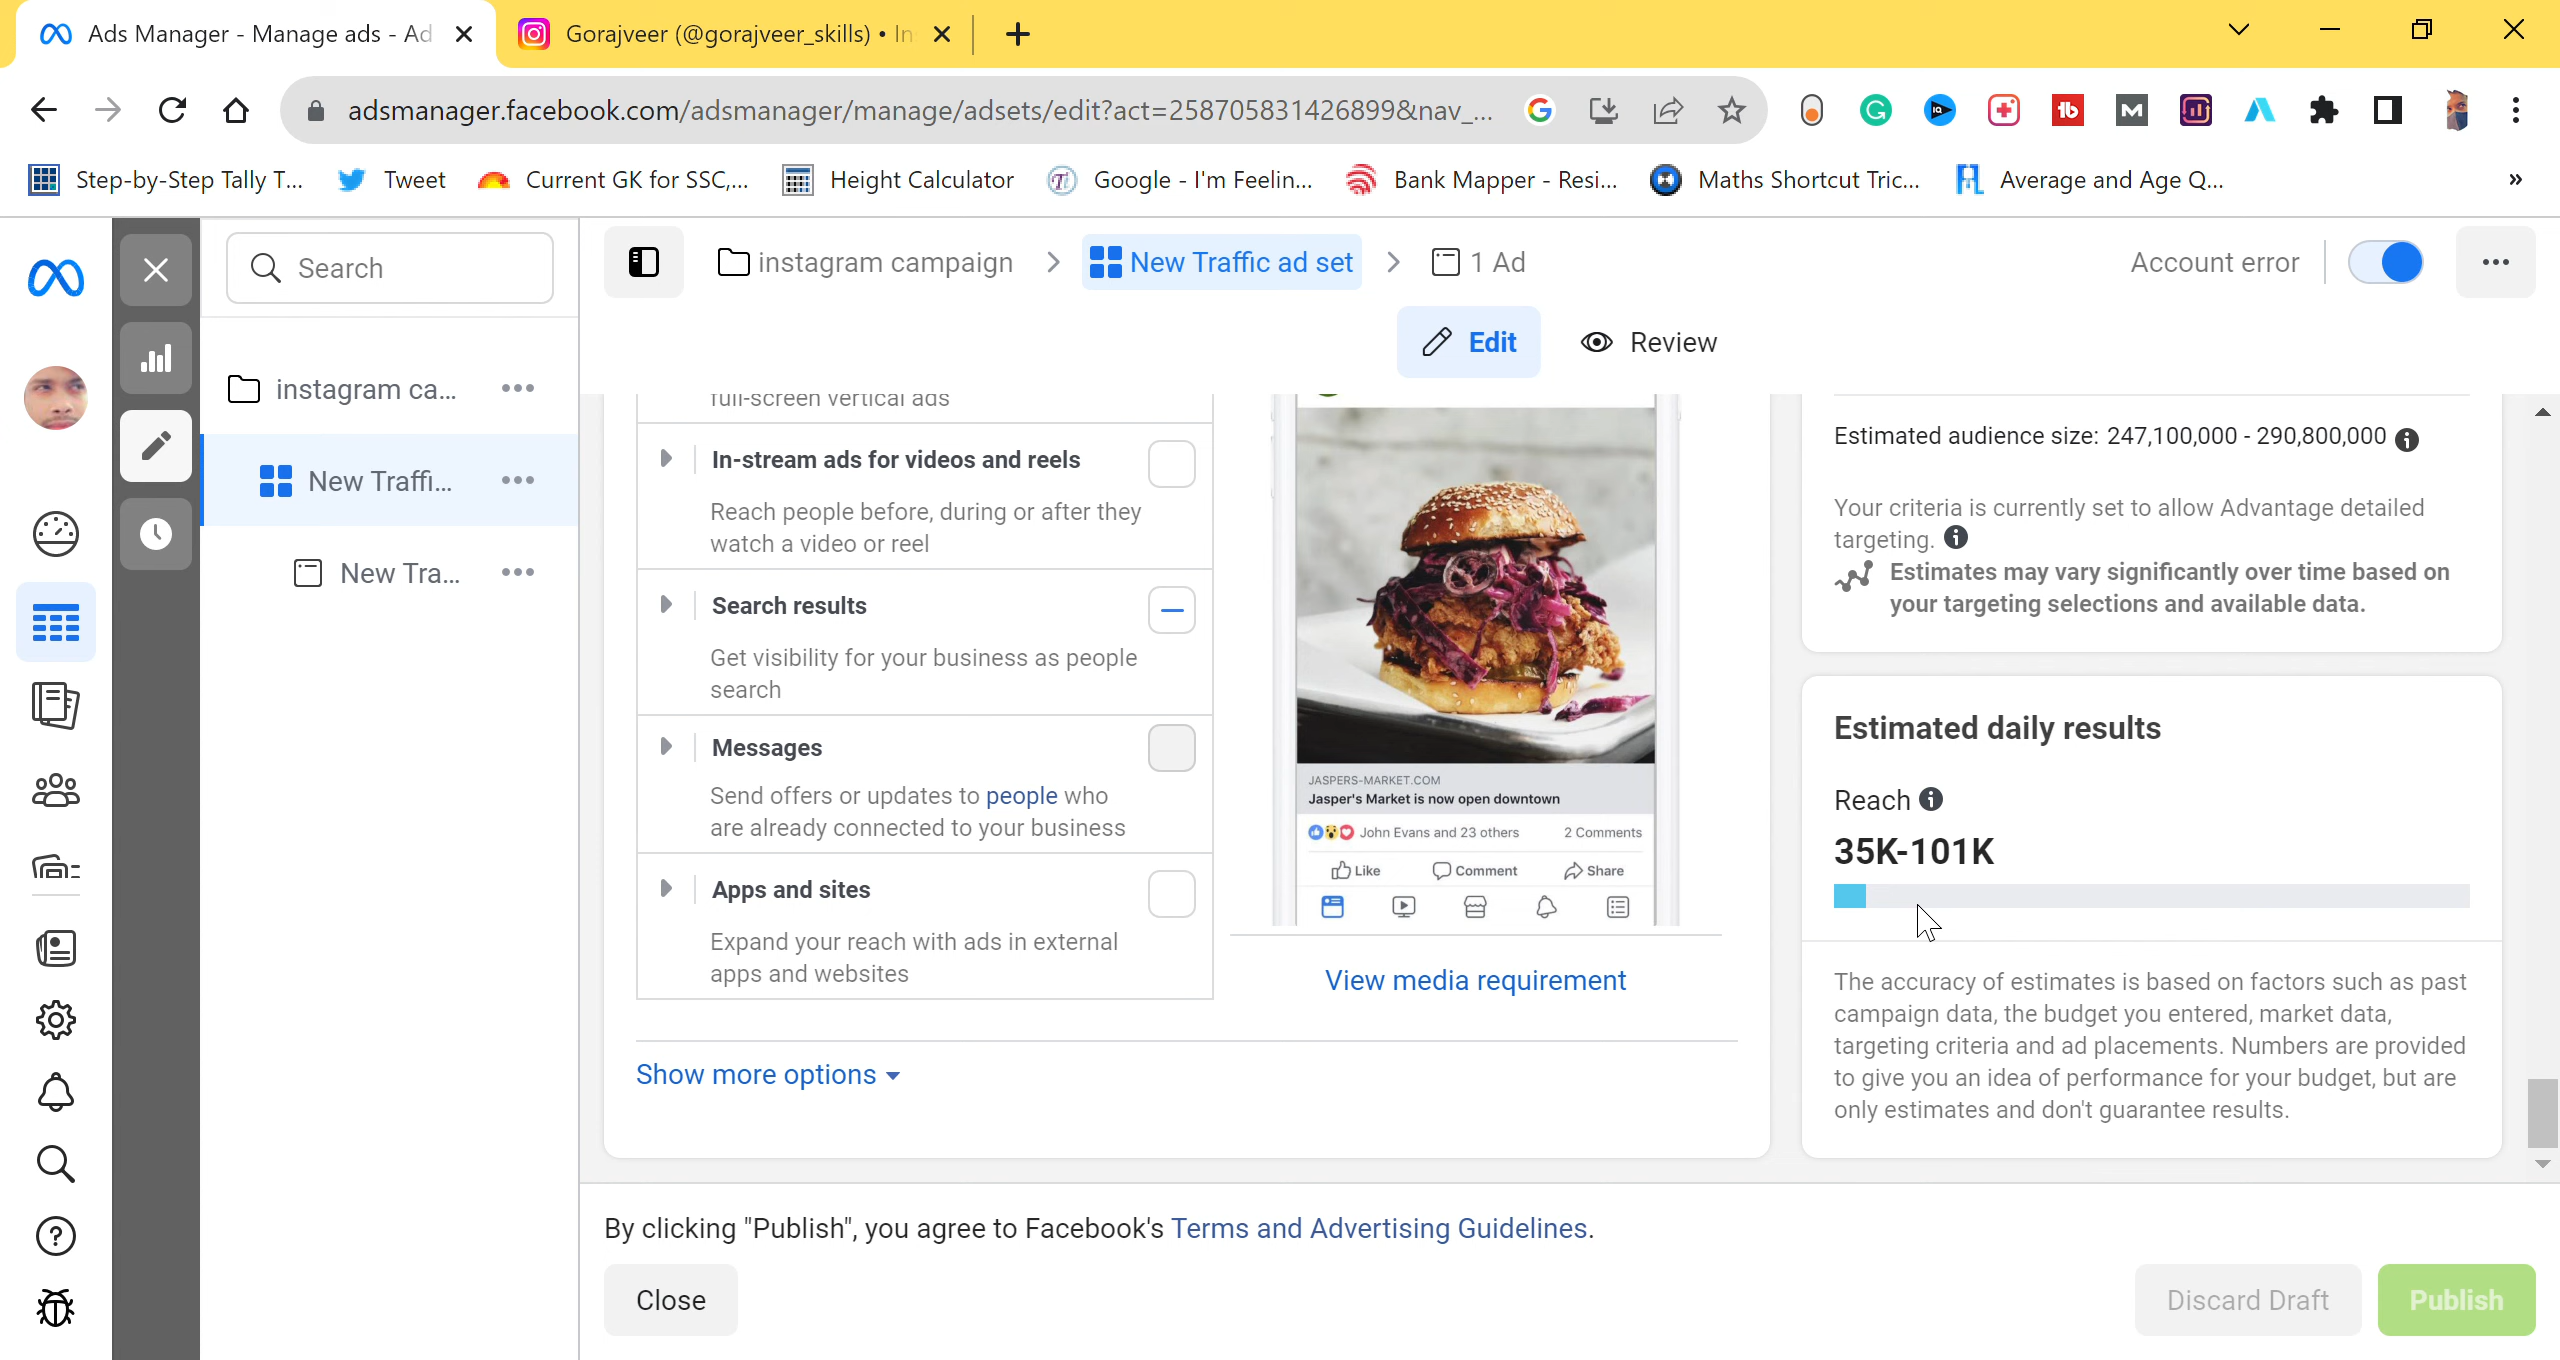 Ads Manager - Manage ads - Ad
Gorajveer (@gorajveer_skills) • In
adsmanager.facebook.com/adsmanager/manage/adsets/edit?act=258705831426899&nav_...
Step-by-Step Tally T...
Tweet
Current GK for SSC,...
Height Calculator
Google - I'm Feelin...
Bank Mapper - Resi...
Maths Shortcut Tric...
Average and Age Q...
»
Search
instagram campaign
New Traffic ad set
1 Ad
Account error
Edit
Review
instagram ca...
New Traffi...
New Tra...
full-screen vertical ads
In-stream ads for videos and reels
Reach people before, during or after they
watch a video or reel
Search results
Get visibility for your business as people
search
Messages
Send offers or updates to people who
are already connected to your business
Apps and sites
Expand your reach with ads in external
apps and websites
Show more options
JASPERS-MARKET.COM
Jasper's Market is now open downtown
John Evans and 23 others
2 Comments
Like
Comment
Share
View media requirement
Estimated audience size: 247,100,000 - 290,800,000
Your criteria is currently set to allow Advantage detailed
targeting.
Estimates may vary significantly over time based on
your targeting selections and available data.
Estimated daily results
Reach
35K-101K
The accuracy of estimates is based on factors such as past
campaign data, the budget you entered, market data,
targeting criteria and ad placements. Numbers are provided
to give you an idea of performance for your budget, but are
only estimates and don't guarantee results.
By clicking "Publish", you agree to Facebook's Terms and Advertising Guidelines.
Close
Discard Draft
Publish